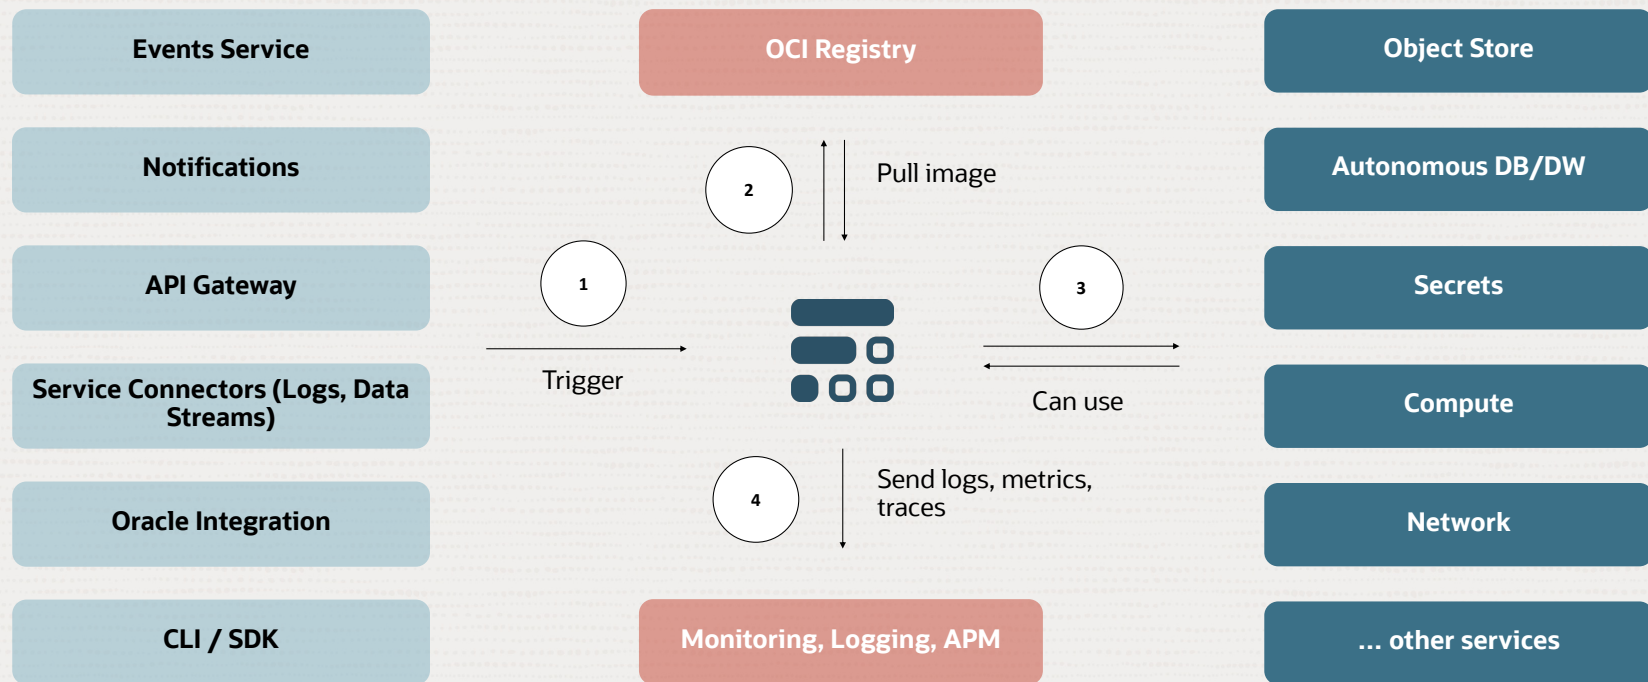 Events Service
Notifications
API Gateway
Service Connectors (Logs, Data
Streams)
Oracle Integration
CLI / SDK
1
Trigger
OCI Registry
2
Pull image
3
Can use
4
Send logs, metrics,
traces
Monitoring, Logging, APM
Object Store
Autonomous DB/DW
Secrets
Compute
Network
... other services